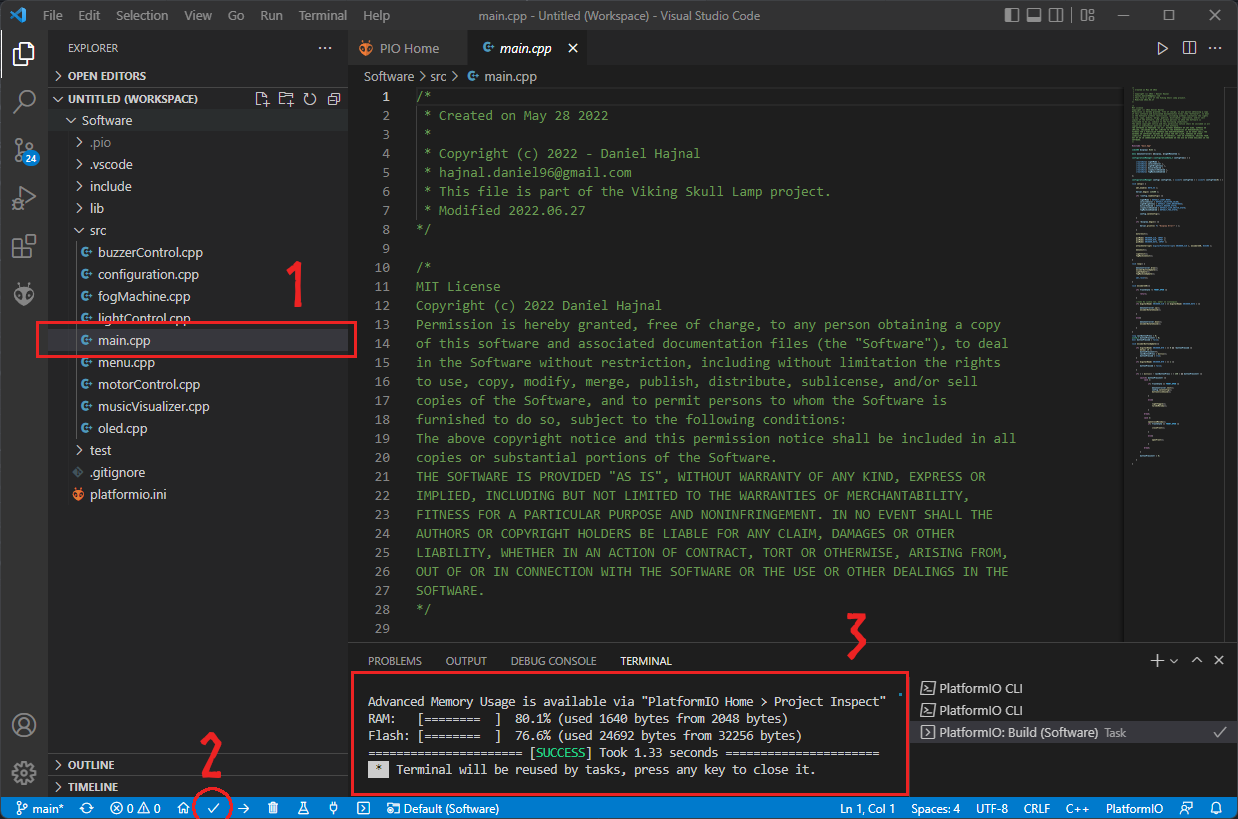 File Edit Selection View Go Run Terminal Help
main.cpp - Untitled (Workspace) - Visual Studio Code
EXPLORER
OPEN EDITORS
UNTITLED (WORKSPACE)
Software
.pio
.vscode
include
lib
src
buzzerControl.cpp
configuration.cpp
fogMachine.cpp
lightControl.cpp
main.cpp
menu.cpp
motorControl.cpp
musicVisualizer.cpp
oled.cpp
test
.gitignore
platformio.ini
OUTLINE
TIMELINE
24
1
2
3
PIO Home
main.cpp
Software > src > main.cpp
1 /*
2 * Created on May 28 2022
3 *
4 * Copyright (c) 2022 - Daniel Hajnal
5 * hajnal.daniel96@gmail.com
6 * This file is part of the Viking Skull Lamp project.
7 * Modified 2022.06.27
8 */
9
10 /*
11 MIT License
12 Copyright (c) 2022 Daniel Hajnal
13 Permission is hereby granted, free of charge, to any person obtaining a copy
14 of this software and associated documentation files (the "Software"), to deal
15 in the Software without restriction, including without limitation the rights
16 to use, copy, modify, merge, publish, distribute, sublicense, and/or sell
17 copies of the Software, and to permit persons to whom the Software is
18 furnished to do so, subject to the following conditions:
19 The above copyright notice and this permission notice shall be included in all
20 copies or substantial portions of the Software.
21 THE SOFTWARE IS PROVIDED "AS IS", WITHOUT WARRANTY OF ANY KIND, EXPRESS OR
22 IMPLIED, INCLUDING BUT NOT LIMITED TO THE WARRANTIES OF MERCHANTABILITY,
23 FITNESS FOR A PARTICULAR PURPOSE AND NONINFRINGEMENT. IN NO EVENT SHALL THE
24 AUTHORS OR COPYRIGHT HOLDERS BE LIABLE FOR ANY CLAIM, DAMAGES OR OTHER
25 LIABILITY, WHETHER IN AN ACTION OF CONTRACT, TORT OR OTHERWISE, ARISING FROM,
26 OUT OF OR IN CONNECTION WITH THE SOFTWARE OR THE USE OR OTHER DEALINGS IN THE
27 SOFTWARE.
28 */
29
PROBLEMS OUTPUT DEBUG CONSOLE TERMINAL
Advanced Memory Usage is available via "PlatformIO Home > Project Inspect"
RAM: [======== ] 80.1% (used 1640 bytes from 2048 bytes)
Flash: [======== ] 76.6% (used 24692 bytes from 32256 bytes)
====================== [SUCCESS] Took 1.33 seconds ======================
* Terminal will be reused by tasks, press any key to close it.
PlatformIO CLI
PlatformIO CLI
PlatformIO: Build (Software) Task
main* 0 0 Default (Software) Ln 1, Col 1 Spaces: 4 UTF-8 CRLF C++ PlatformIO